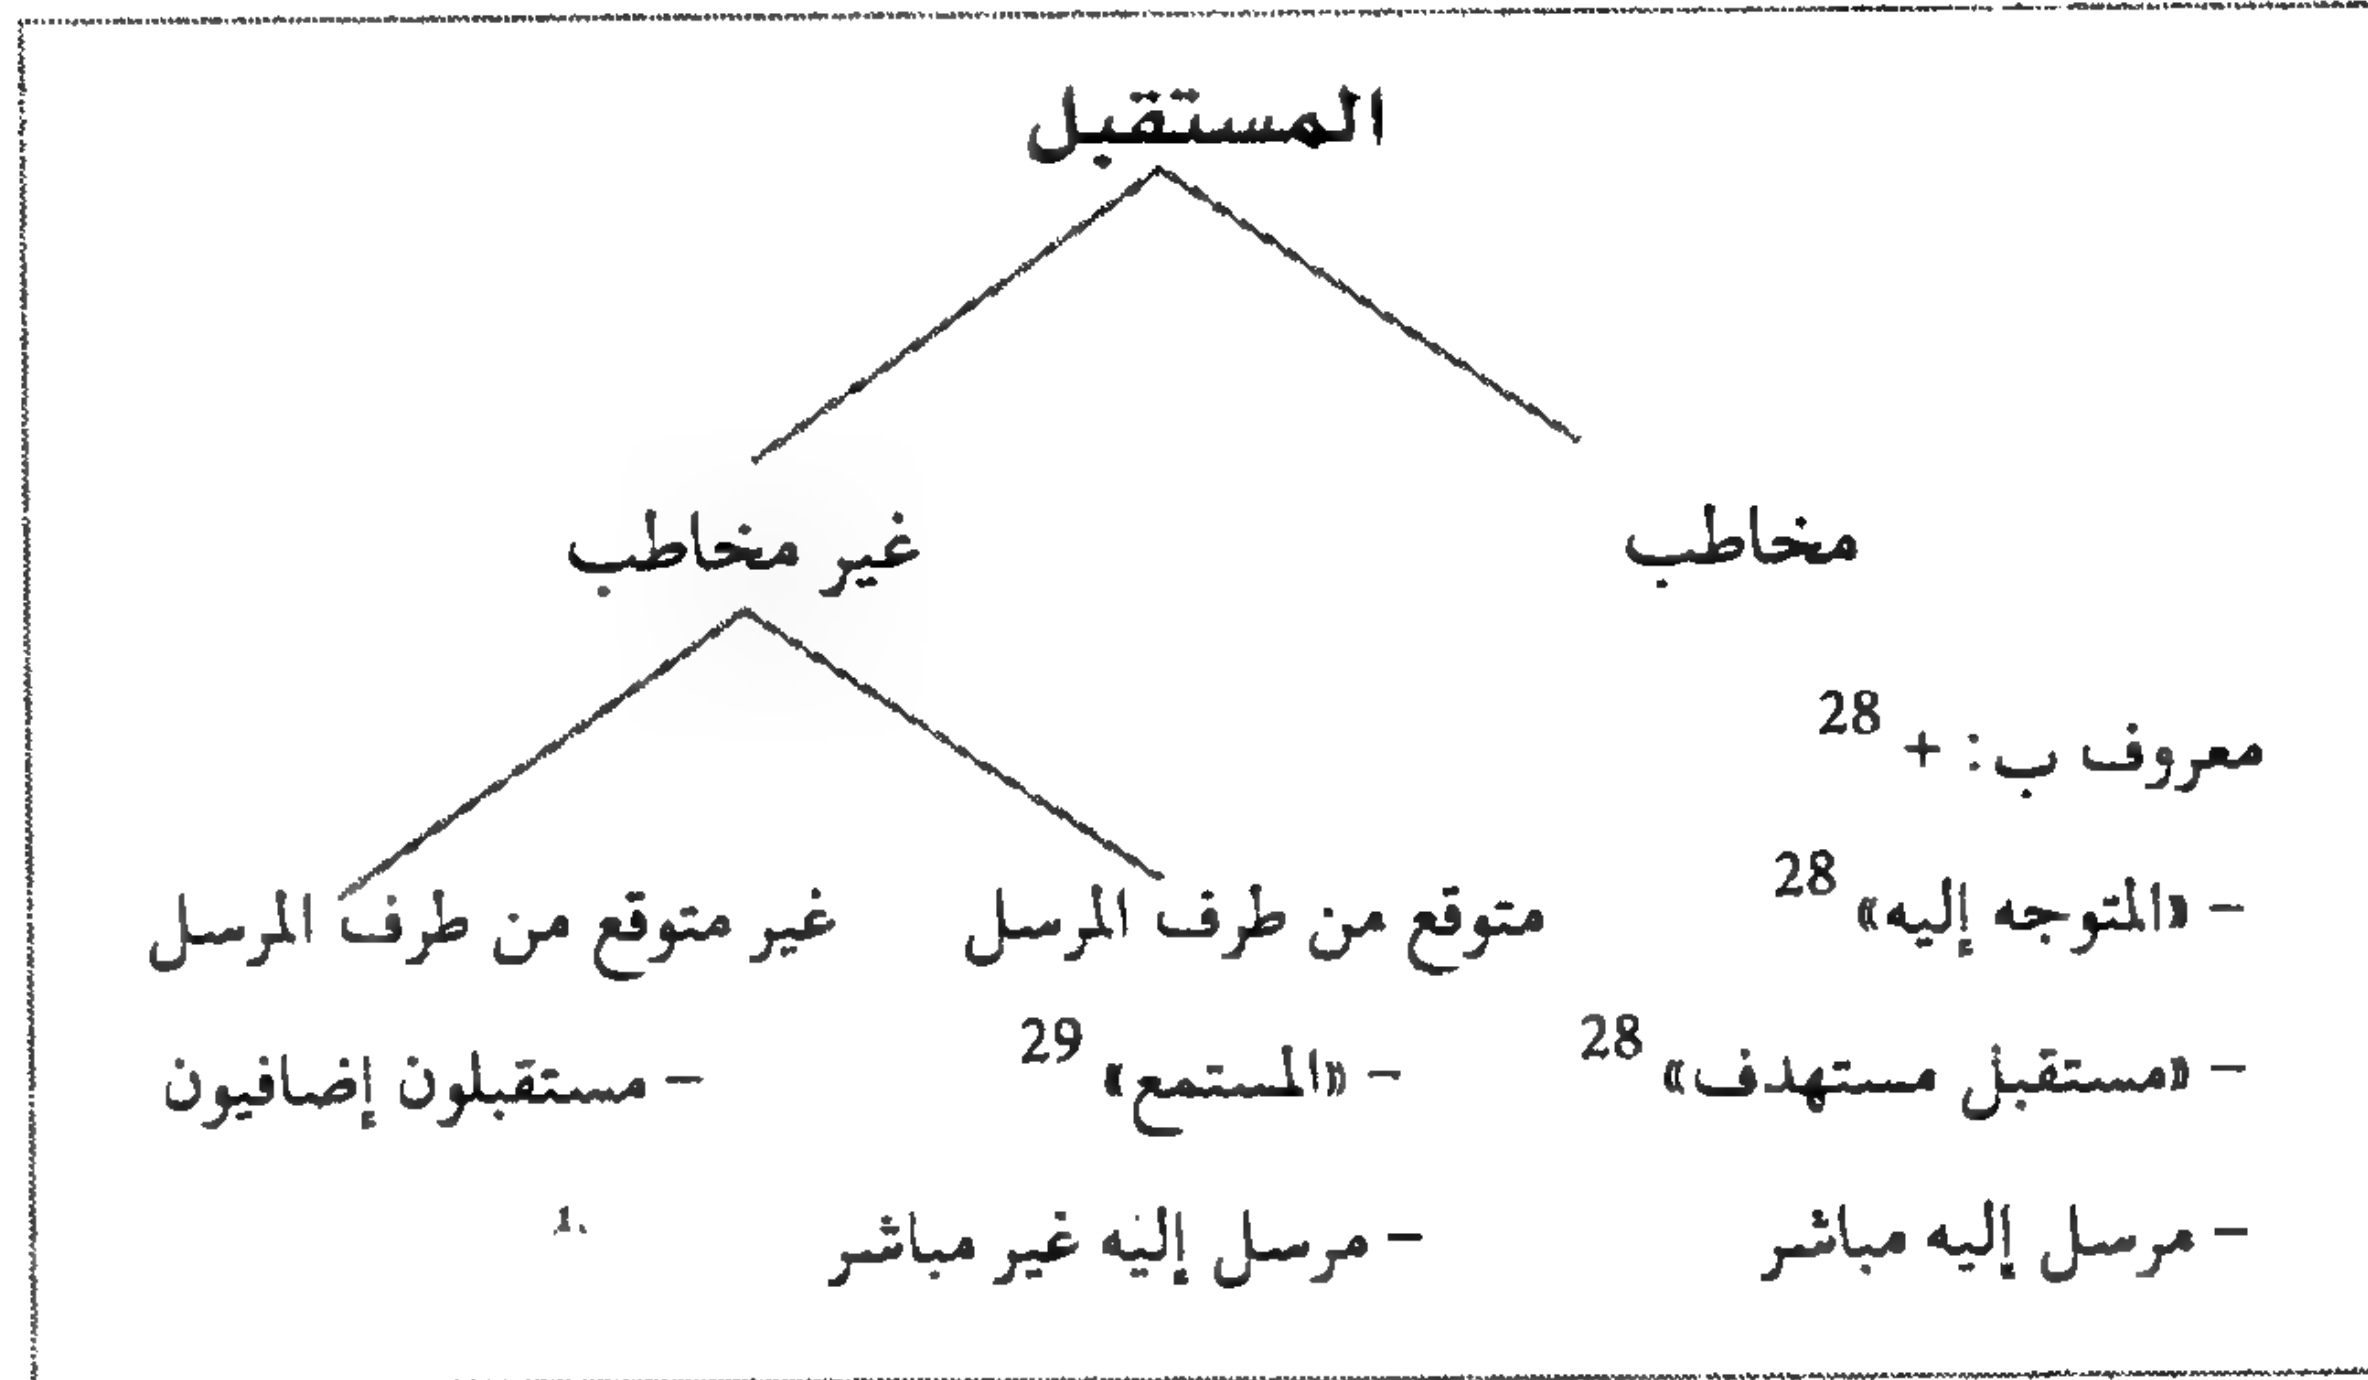 المستقبل
مخاطب
غير مخاطب
معروف ب: + 28
متوقع من طرف المرسل
غير متوقع من طرف المرسل
– «المتوجه إليه» 28
– «مستقبل مستهدف» 28
– «المستمع» 29
– مستقبلون إضافيون
– مرسل إليه مباشر
– مرسل إليه غير مباشر
1.